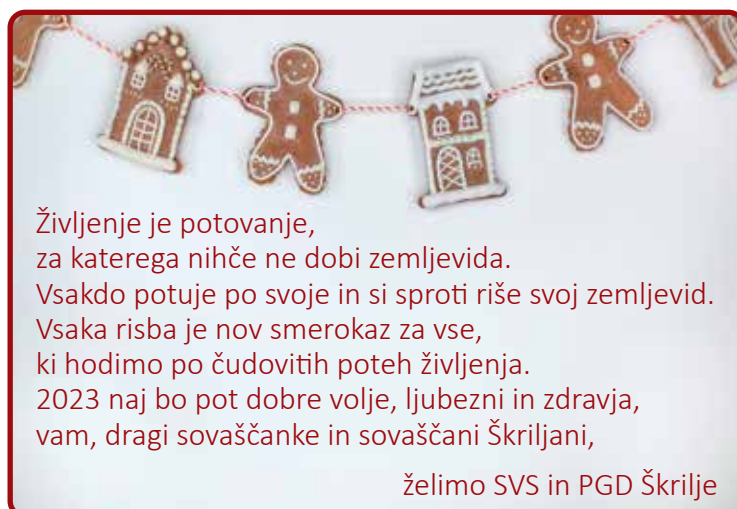 Življenje je potovanje,
za katerega nihče ne dobi zemljevida.
Vsakdo potuje po svoje in si sproti riše svoj zemljevid.
Vsaka risba je nov smerokaz za vse,
ki hodimo po čudovitih poteh življenja.
2023 naj bo pot dobre volje, ljubezni in zdravja,
vam, dragi sovaščanke in sovaščani Škriljani,
želimo SVS in PGD Škrilje